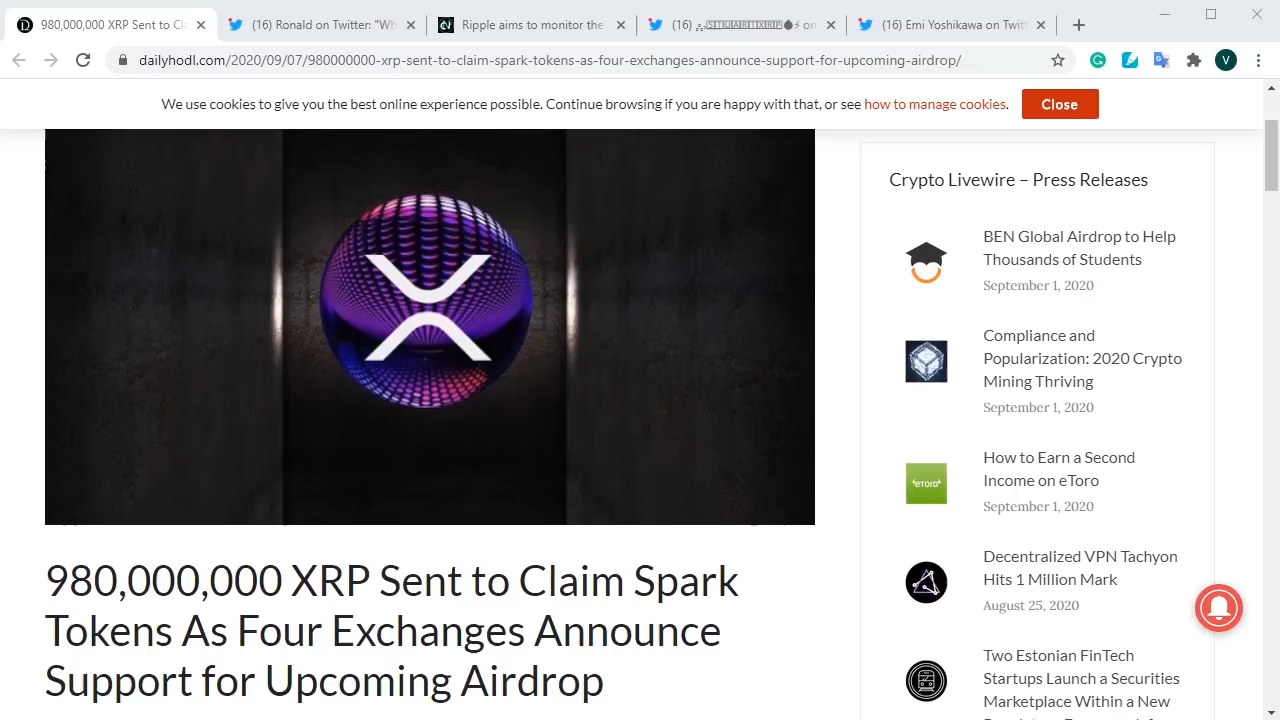 980,000,000 XRP Sent to Cl
(16) Ronald on Twitter: "Wh
Ripple aims to monitor the
(16)
on
(16) Emi Yoshikawa on Twitt
dailyhodl.com/2020/09/07/980000000-xrp-sent-to-claim-spark-tokens-as-four-exchanges-announce-support-for-upcoming-airdrop/
V
We use cookies to give you the best online experience possible. Continue browsing if you are happy with that, or see how to manage cookies.
Close
980,000,000 XRP Sent to Claim Spark
Tokens As Four Exchanges Announce
Support for Upcoming Airdrop
Crypto Livewire – Press Releases
BEN Global Airdrop to Help
Thousands of Students
September 1, 2020
Compliance and
Popularization: 2020 Crypto
Mining Thriving
September 1, 2020
eTORO
How to Earn a Second
Income on eToro
September 1, 2020
Decentralized VPN Tachyon
Hits 1 Million Mark
August 25, 2020
Two Estonian FinTech
Startups Launch a Securities
Marketplace Within a New